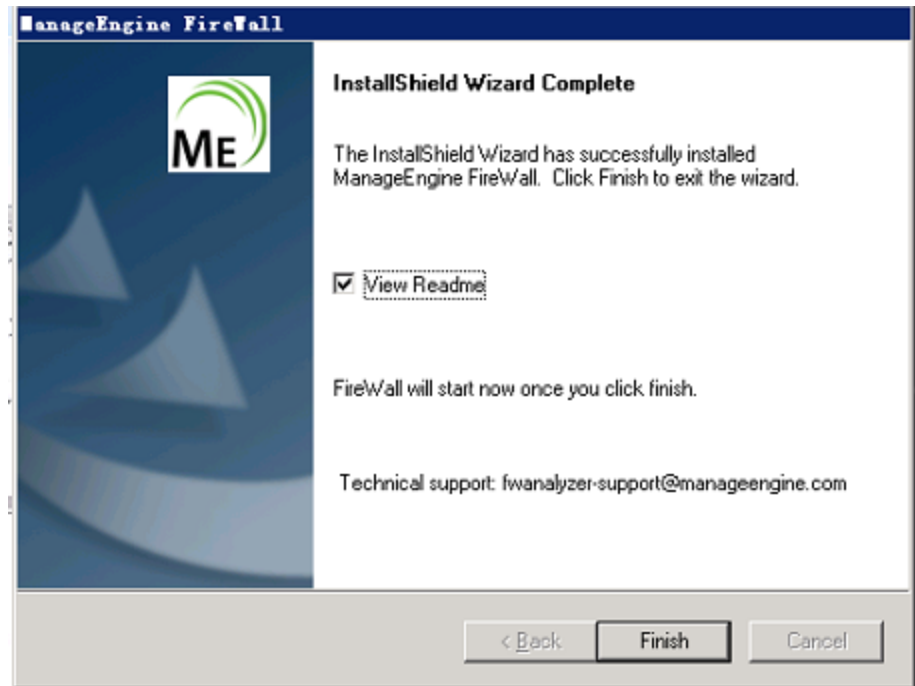 ManageEngine FireWall
ME
InstallShield Wizard Complete
The InstallShield Wizard has successfully installed
ManageEngine FireWall. Click Finish to exit the wizard.
View Readme
FireWall will start now once you click finish.
Technical support: fwanalyzer-support@manageengine.com
< Back
Finish
Cancel